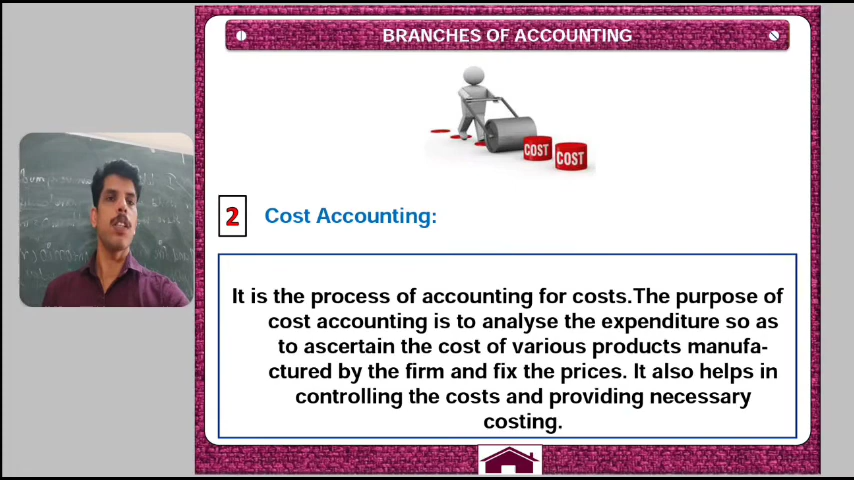 BRANCHES OF ACCOUNTING
COST
COST
2
Cost Accounting:
It is the process of accounting for costs.The purpose of
cost accounting is to analyse the expenditure so as
to ascertain the cost of various products manufa-
ctured by the firm and fix the prices. It also helps in
controlling the costs and providing necessary
costing.